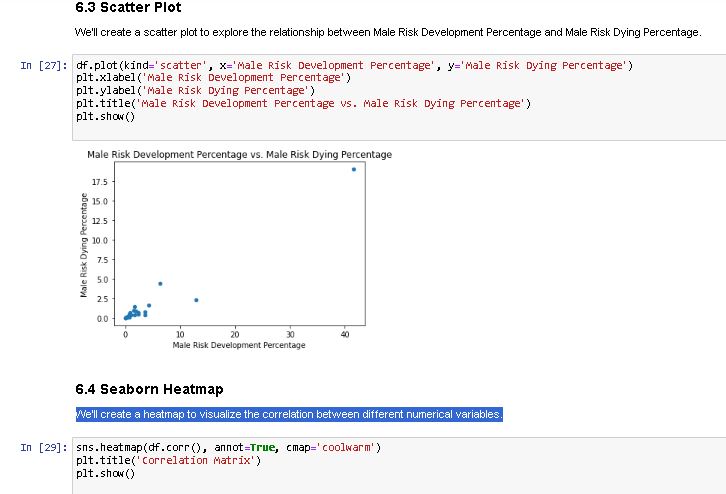 6.3 Scatter Plot
We'll create a scatter plot to explore the relationship between Male Risk Development Percentage and Male Risk Dying Percentage.
In [27]: df.plot(kind='scatter', x='Male Risk Development Percentage', y='Male Risk Dying Percentage')
plt.xlabel('Male Risk Development Percentage')
plt.ylabel('Male Risk Dying Percentage')
plt.title('Male Risk Development Percentage vs. Male Risk Dying Percentage')
plt.show()
Male Risk Development Percentage vs. Male Risk Dying Percentage
Male Risk Dying Percentage
17.5
15.0
12.5
10.0
7.5
5.0
2.5
0.0
0 10 20 30 40
Male Risk Development Percentage
6.4 Seaborn Heatmap
We'll create a heatmap to visualize the correlation between different numerical variables.
In [29]: sns.heatmap(df.corr(), annot=True, cmap='coolwarm')
plt.title('Correlation Matrix')
plt.show()